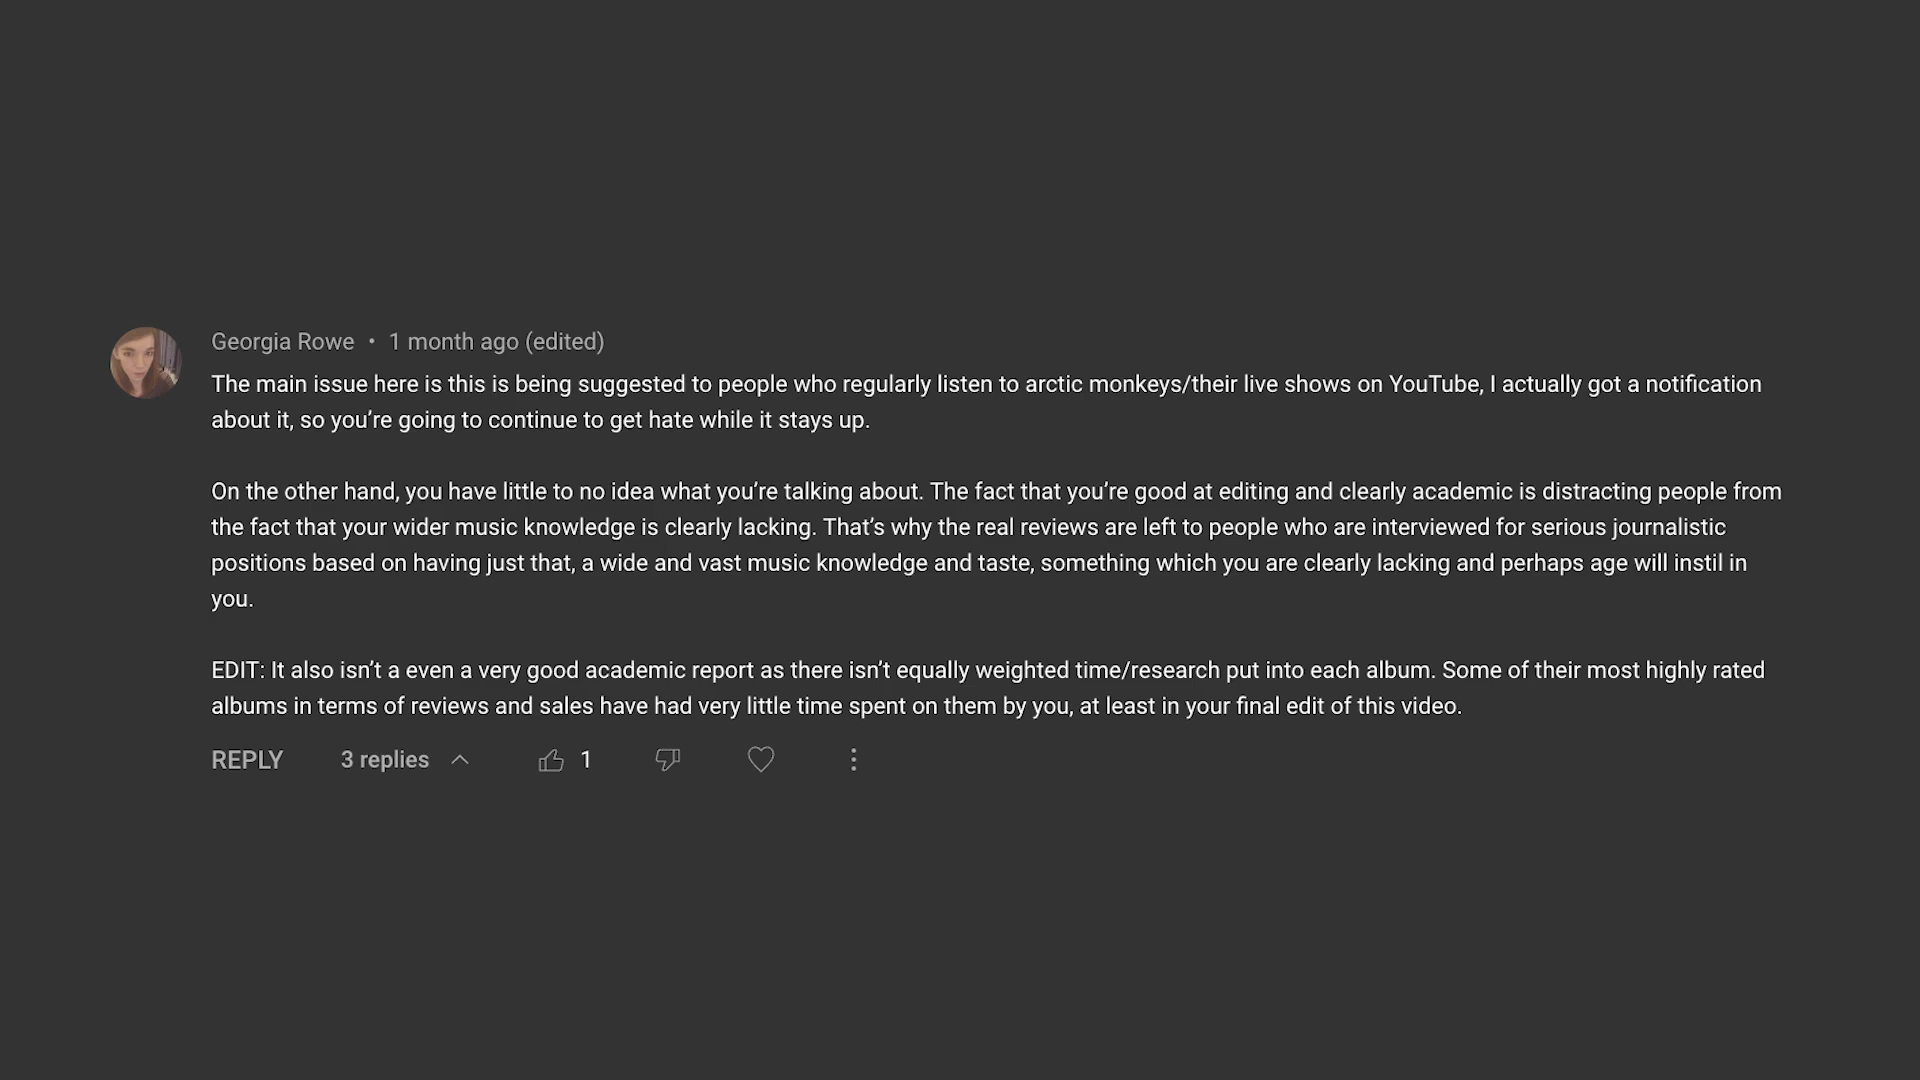 Georgia Rowe • 1 month ago (edited)
The main issue here is this is being suggested to people who regularly listen to arctic monkeys/their live shows on YouTube, I actually got a notification
about it, so you’re going to continue to get hate while it stays up.
On the other hand, you have little to no idea what you’re talking about. The fact that you’re good at editing and clearly academic is distracting people from
the fact that your wider music knowledge is clearly lacking. That’s why the real reviews are left to people who are interviewed for serious journalistic
positions based on having just that, a wide and vast music knowledge and taste, something which you are clearly lacking and perhaps age will instil in
you.
EDIT: It also isn’t a even a very good academic report as there isn’t equally weighted time/research put into each album. Some of their most highly rated
albums in terms of reviews and sales have had very little time spent on them by you, at least in your final edit of this video.
REPLY 3 replies 1